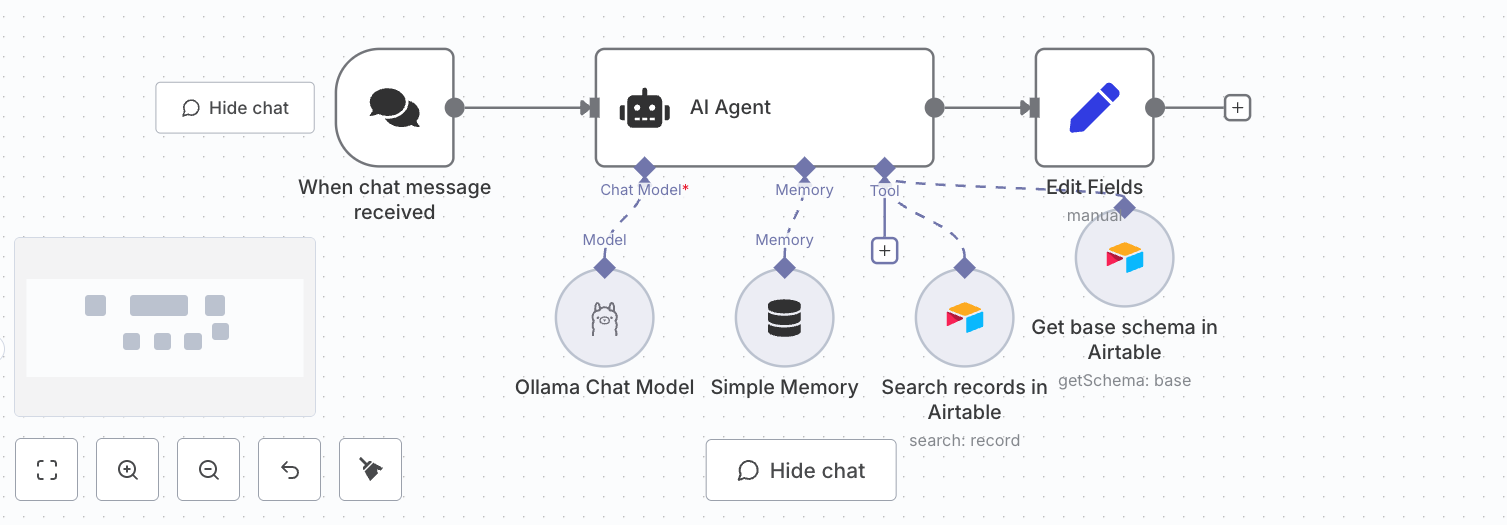 Hide chat
AI Agent
When chat message
received
Chat Model*
Memory
Tool
Edit Fields
manual
Model
Memory
Ollama Chat Model
Simple Memory
Search records in
Airtable
search: record
Get base schema in
Airtable
getSchema: base
Hide chat